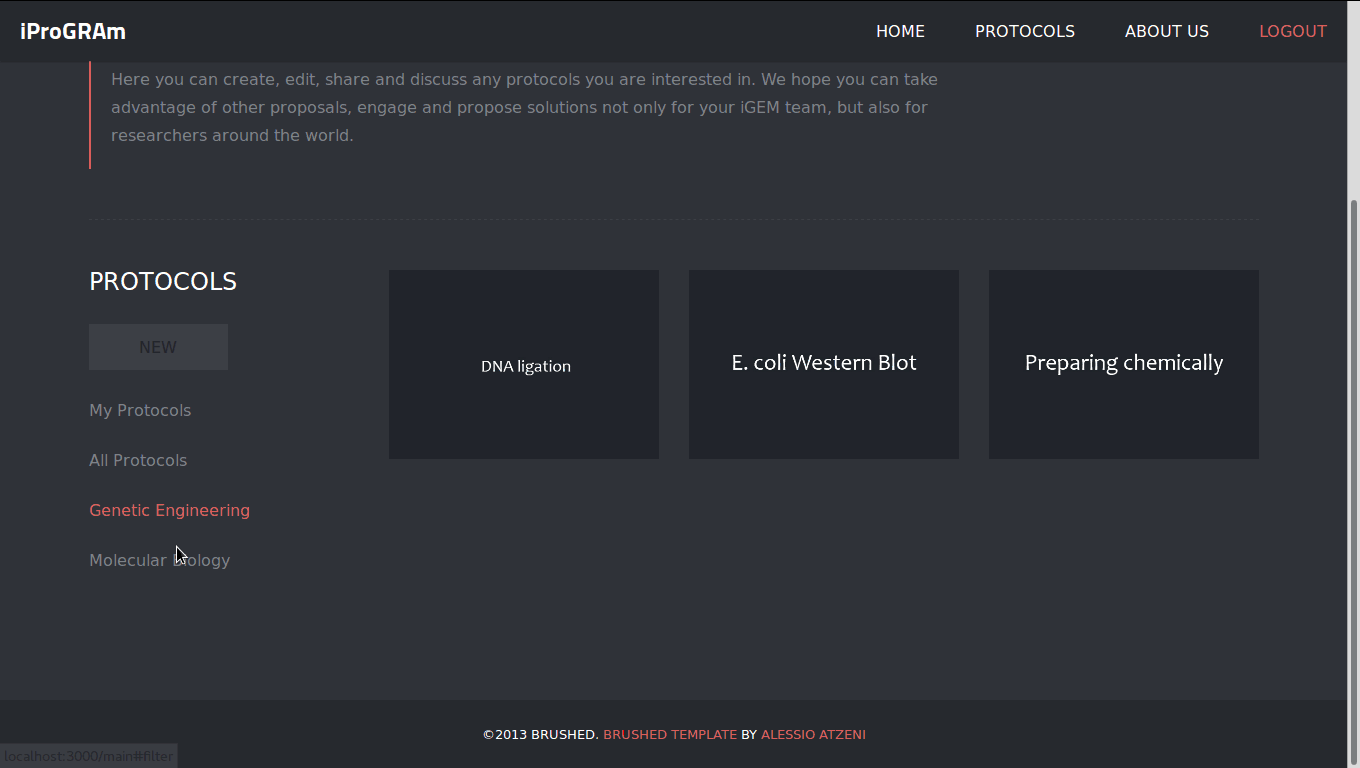 iProGRAm
HOME PROTOCOLS ABOUT US LOGOUT
Here you can create, edit, share and discuss any protocols you are interested in. We hope you can take
advantage of other proposals, engage and propose solutions not only for your iGEM team, but also for
researchers around the world.
PROTOCOLS
NEW
My Protocols
All Protocols
Genetic Engineering
Molecular Biology
DNA ligation
E. coli Western Blot
Preparing chemically
©2013 BRUSHED. BRUSHED TEMPLATE BY ALESSIO ATZENI
localhost:3000/main#filter